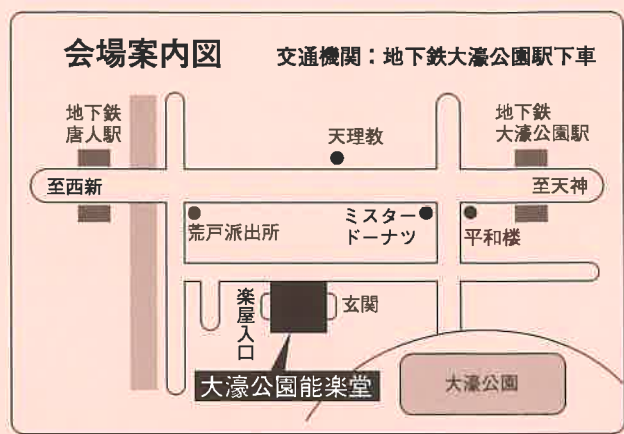 会場案内図
交通機関：地下鉄大濠公園駅下車
地下鉄
唐人駅
天理教
地下鉄
大濠公園駅
至西新
至天神
荒戸派出所
ミスター
ドーナツ
平和楼
楽屋入口
玄関
大濠公園能楽堂
大濠公園